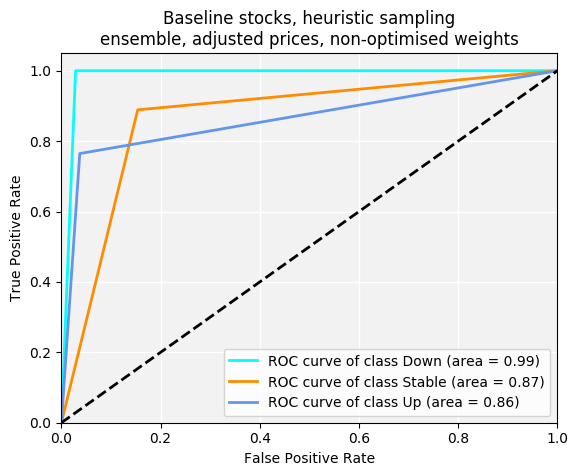 Baseline stocks, heuristic sampling
ensemble, adjusted prices, non-optimised weights
True Positive Rate
1.0
0.8
0.6
0.4
0.2
0.0
ROC curve of class Down (area = 0.99)
ROC curve of class Stable (area = 0.87)
ROC curve of class Up (area = 0.86)
0.0 0.2 0.4 0.6 0.8 1.0
False Positive Rate